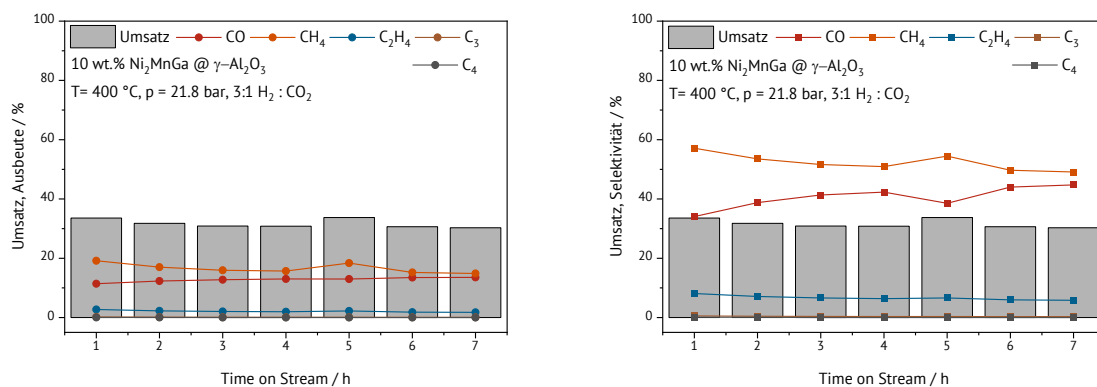 100
80
60
40
20
0
Umsatz, Ausbeute / %
Umsatz CO CH₄ C₂H₄ C₃
C₄
10 wt.% Ni₂MnGa @ γ−Al₂O₃
T= 400 °C, p = 21.8 bar, 3:1 H₂ : CO₂
1 2 3 4 5 6 7
Time on Stream / h
100
80
60
40
20
0
Umsatz, Selektivität / %
Umsatz CO CH₄ C₂H₄ C₃
C₄
10 wt.% Ni₂MnGa @ γ−Al₂O₃
T= 400 °C, p = 21.8 bar, 3:1 H₂ : CO₂
1 2 3 4 5 6 7
Time on Stream / h